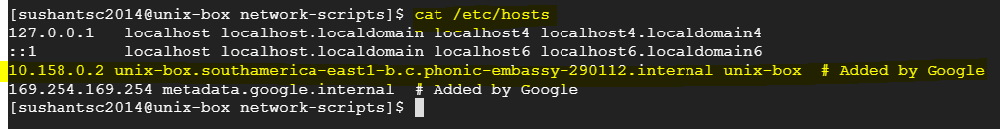 [sushantsc2014@unix-box network-scripts]$ cat /etc/hosts
127.0.0.1   localhost localhost.localdomain localhost4 localhost4.localdomain4
::1         localhost localhost.localdomain localhost6 localhost6.localdomain6
10.158.0.2 unix-box.southamerica-east1-b.c.phonic-embassy-290112.internal unix-box  # Added by Google
169.254.169.254 metadata.google.internal  # Added by Google
[sushantsc2014@unix-box network-scripts]$